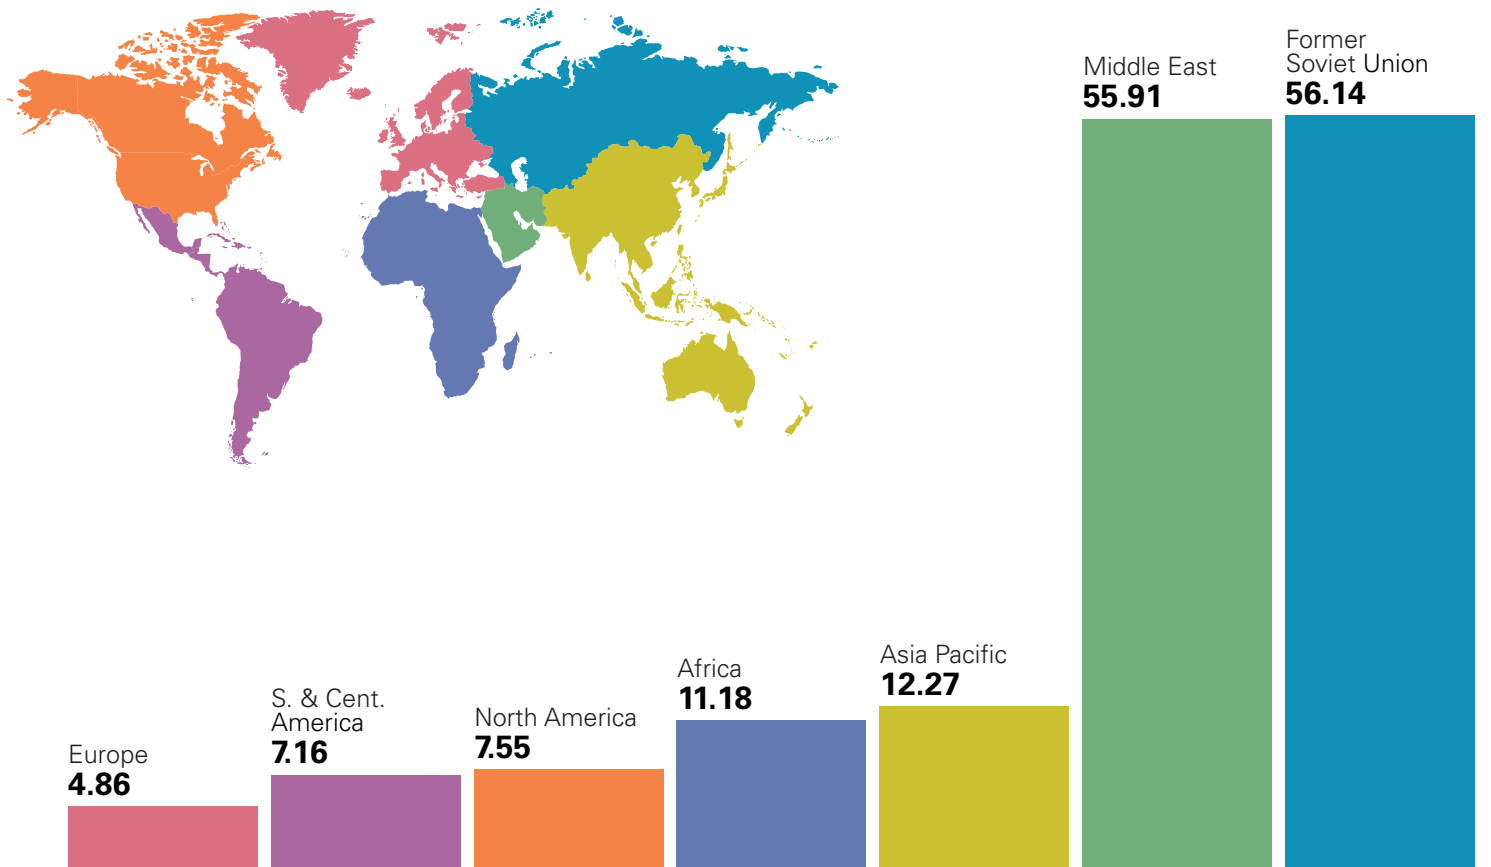 Europe
4.86
S. & Cent.
America
7.16
North America
7.55
Africa
11.18
Asia Pacific
12.27
Middle East
55.91
Former
Soviet Union
56.14